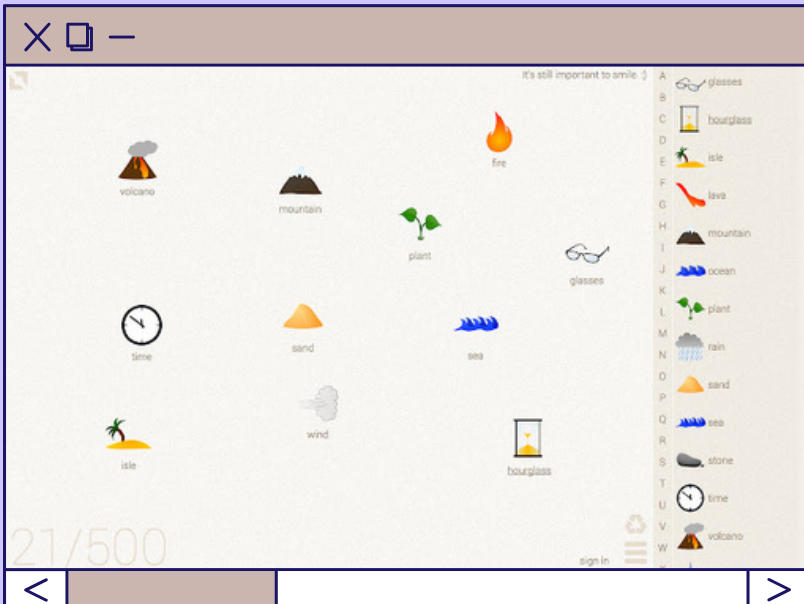 It's still important to smile. :)
volcano
mountain
fire
plant
glasses
time
sand
sea
isle
wind
hourglass
21/500
sign in
A
B
C
D
E
F
G
H
I
J
K
L
M
N
O
P
Q
R
S
T
U
V
W
glasses
hourglass
isle
lava
mountain
ocean
plant
rain
sand
sea
stone
time
volcano